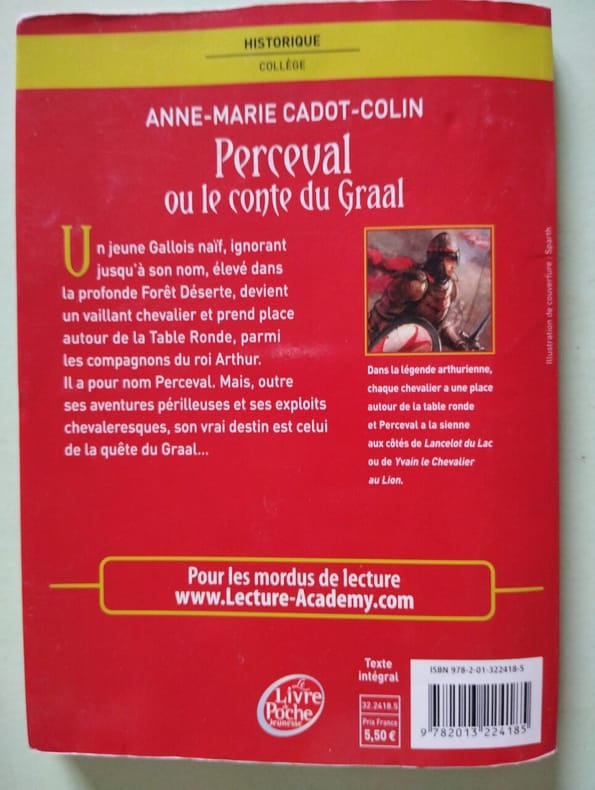 HISTORIQUE
COLLÈGE
ANNE-MARIE CADOT-COLIN
Perceval
ou le conte du Graal
Un jeune Gallois naïf, ignorant
jusqu'à son nom, élevé dans
la profonde Forêt Déserte, devient
un vaillant chevalier et prend place
autour de la Table Ronde, parmi
les compagnons du roi Arthur.
Il a pour nom Perceval. Mais, outre
ses aventures périlleuses et ses exploits
chevaleresques, son vrai destin est celui
de la quête du Graal...
Illustration de couverture : Sparth
Dans la légende arthurienne,
chaque chevalier a une place
autour de la table ronde
et Perceval a la sienne
aux côtés de Lancelot du Lac
ou de Yvain le Chevalier
au Lion.
Pour les mordus de lecture
www.Lecture-Academy.com
Le
Livre
de
Poche
Jeunesse
Texte
intégral
32.2418.5
Prix France
5,50 €
ISBN 978-2-01-322418-5
9 782013 224185